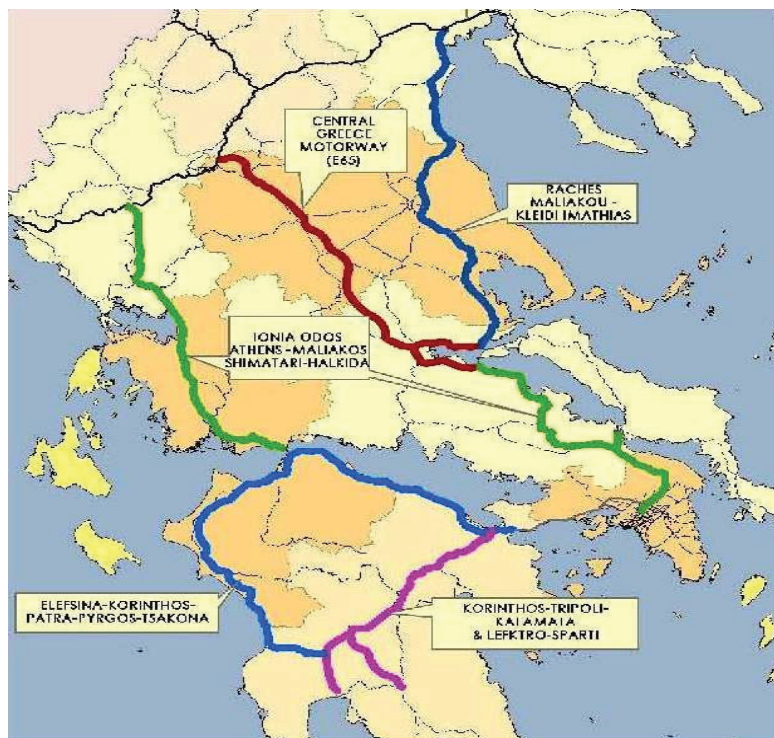 CENTRAL
GREECE
MOTORWAY
(E65)
RACHES
MALIAKOU -
KLEIDI IMATHIAS
IONIA ODOS
ATHENS -MALIAKOS
SHIMATARI-HALKIDA
ELEFSINA-KORINTHOS-
PATRA-PYRGOS-TSAKONA
KORINTHOS-TRIPOLI-
KALAMATA
& LEFKTRO-SPARTI